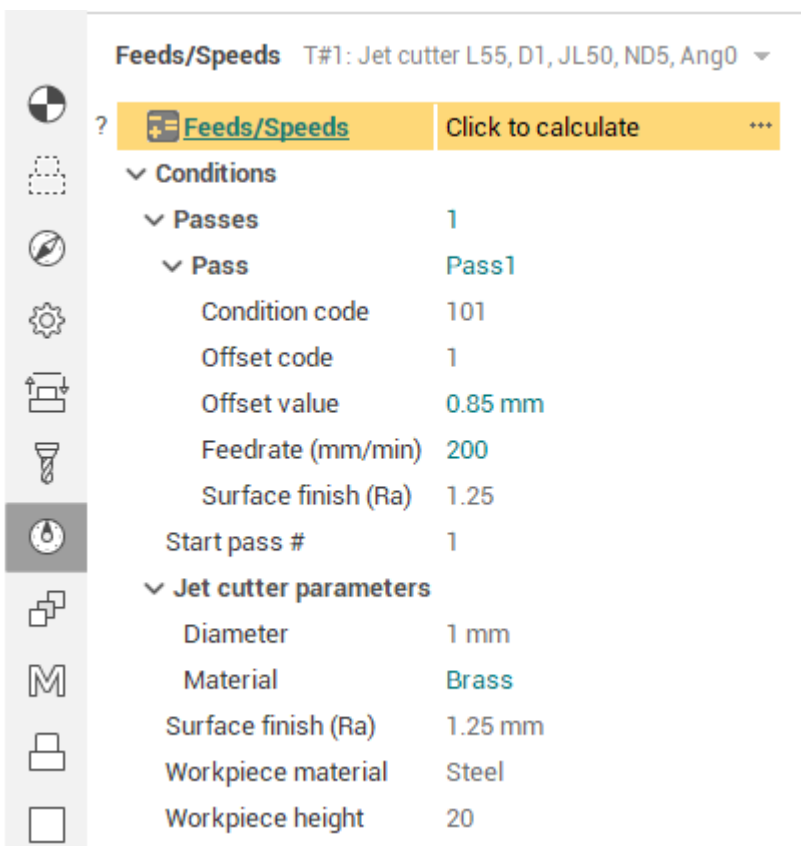 Feeds/Speeds T#1: Jet cutter L55, D1, JL50, ND5, Ang0
? Feeds/Speeds Click to calculate ...
Conditions
Passes 1
Pass Pass1
Condition code 101
Offset code 1
Offset value 0.85 mm
Feedrate (mm/min) 200
Surface finish (Ra) 1.25
Start pass # 1
Jet cutter parameters
Diameter 1 mm
Material Brass
Surface finish (Ra) 1.25 mm
Workpiece material Steel
Workpiece height 20